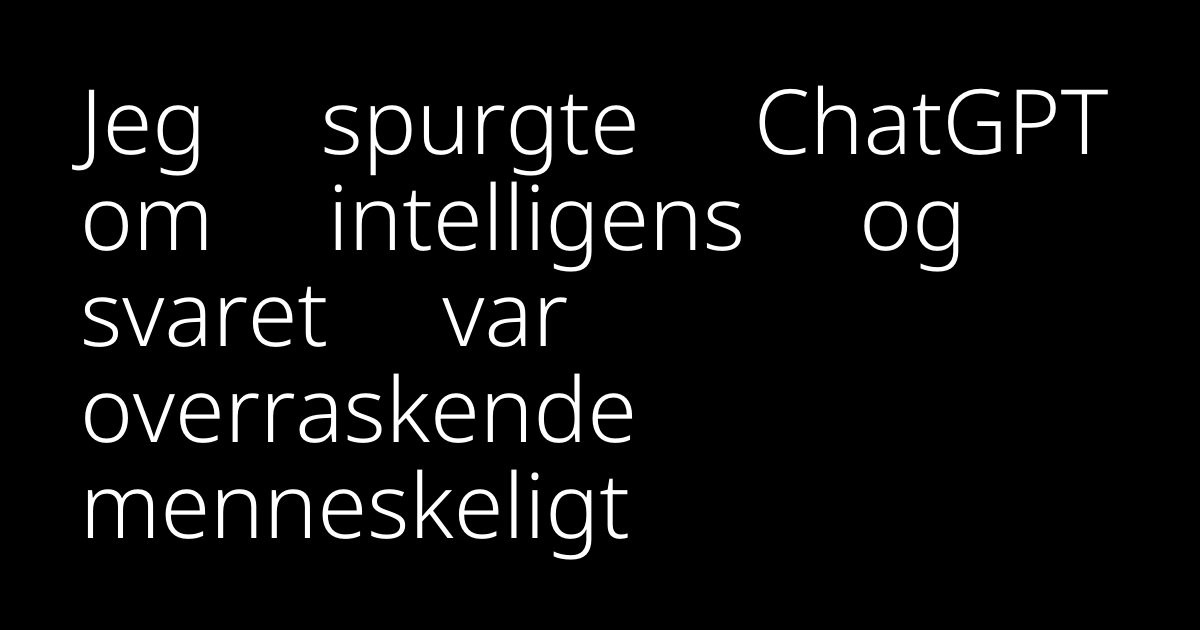 Jeg spurgte ChatGPT
om intelligens og
svaret var
overraskende
menneskeligt